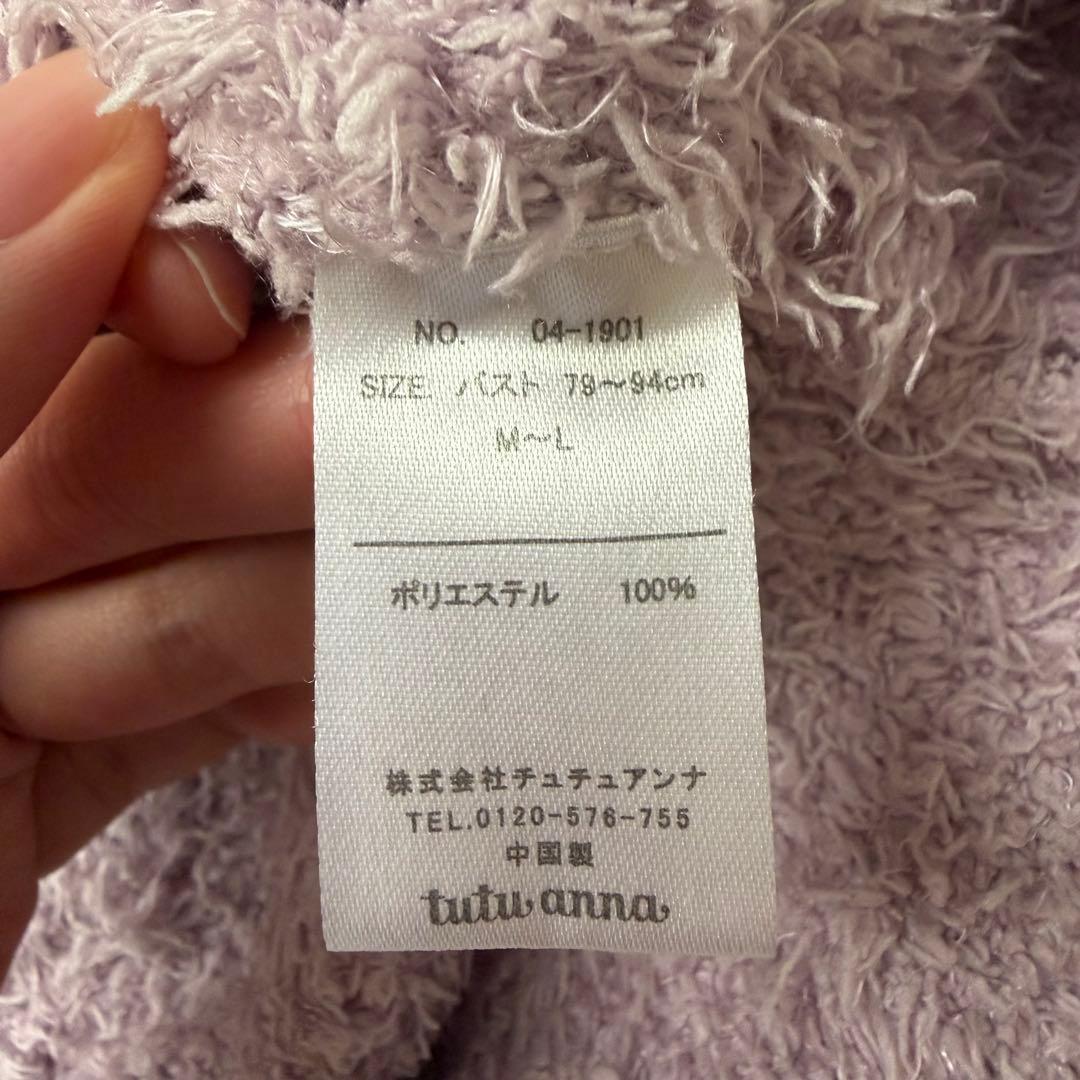 NO. 04-1901
SIZE. バスト 79～94cm
M～L
ポリエステル 100%
株式会社チュチュアンナ
TEL.0120-576-755
中国製
tutu anna